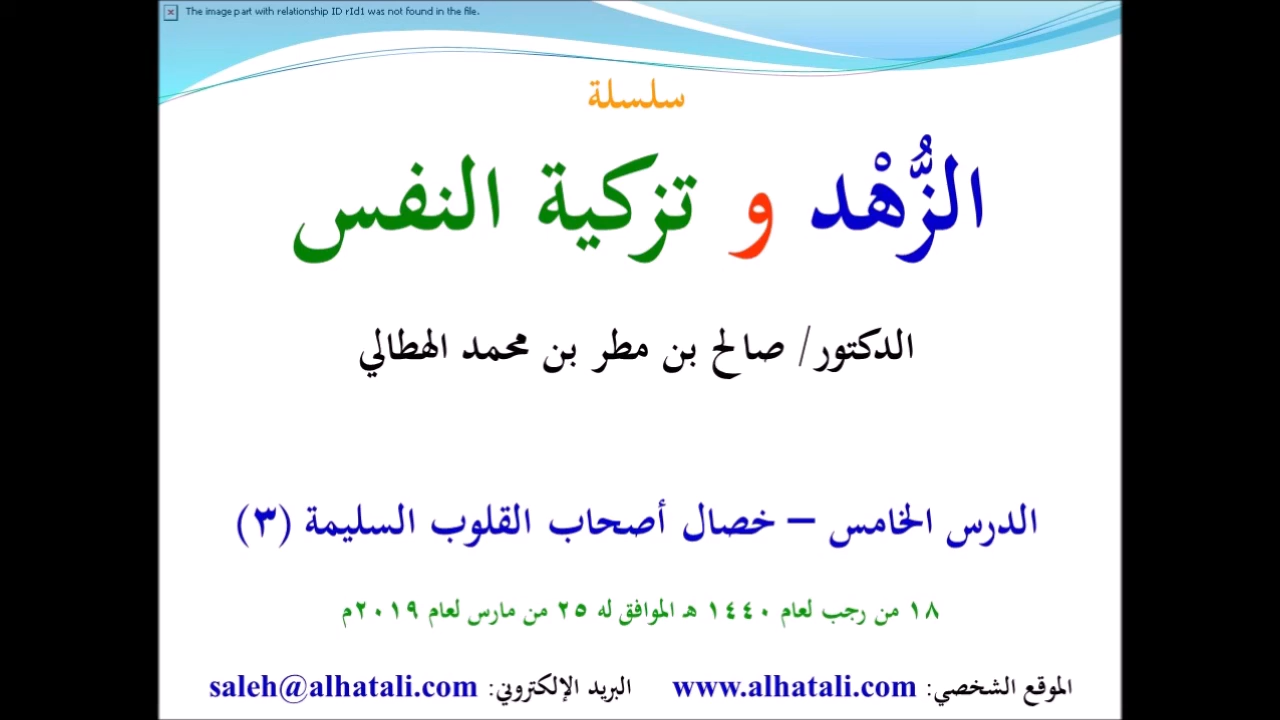 The image part with relationship ID rId1 was not found in the file.
سلسلة
الزُّهْد و تزكية النفس
الدكتور/ صالح بن مطر بن محمد الهطالي
الدرس الخامس – خصال أصحاب القلوب السليمة (٣)
١٨ من رجب لعام ١٤٤٠ هـ الموافق له ٢٥ من مارس لعام ٢٠١٩م
الموقع الشخصي: www.alhatali.com البريد الإلكتروني: saleh@alhatali.com